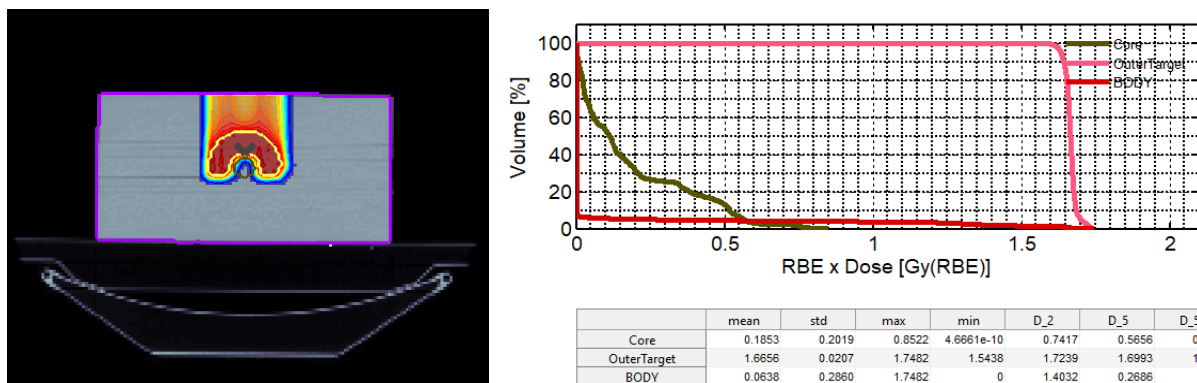 100
80
60
40
20
0
Volume [%]
Core
OuterTarget
BODY
0 0.5 1 1.5 2
RBE x Dose [Gy(RBE)]
mean std max min D_2 D_5
Core 0.1853 0.2019 0.8522 4.6661e-10 0.7417 0.5656
OuterTarget 1.6656 0.0207 1.7482 1.5438 1.7239 1.6993
BODY 0.0638 0.2860 1.7482 0 1.4032 0.2686